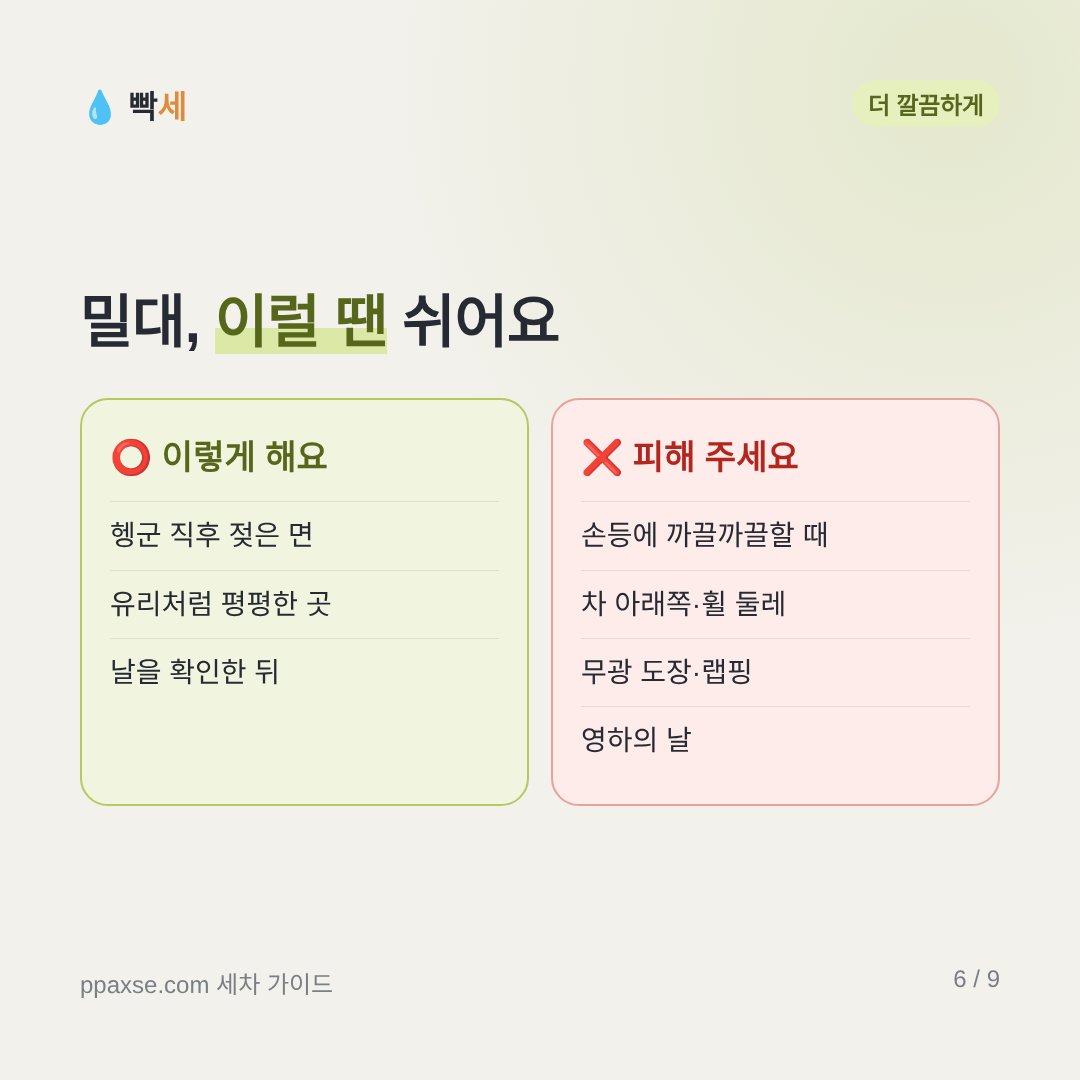 💧 빡세
더 깔끔하게
밀대, 이럴 땐 쉬어요
⭕ 이렇게 해요
헹군 직후 젖은 면
유리처럼 평평한 곳
날을 확인한 뒤
❌ 피해 주세요
손등에 까끌까끌할 때
차 아래쪽·휠 둘레
무광 도장·랩핑
영하의 날
ppaxse.com 세차 가이드
6 / 9